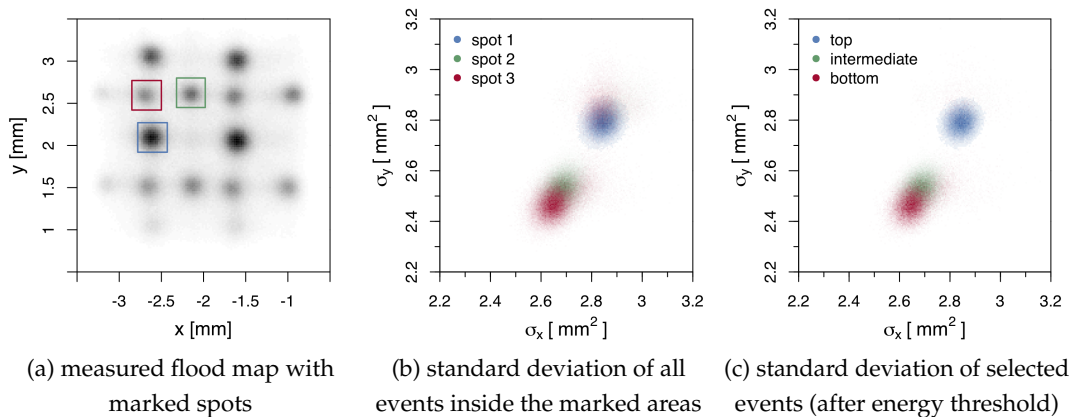 3
2.5
2
1.5
1
y [mm]
-3
-2.5
-2
-1.5
-1
x [mm]
(a) measured flood map with
marked spots
3.2
3
2.8
2.6
2.4
2.2
σy [ mm²]
spot 1
spot 2
spot 3
2.2
2.4
2.6
2.8
3
3.2
σx [ mm²]
(b) standard deviation of all
events inside the marked areas
3.2
3
2.8
2.6
2.4
2.2
σy [ mm²]
top
intermediate
bottom
2.2
2.4
2.6
2.8
3
3.2
σx [ mm²]
(c) standard deviation of selected
events (after energy threshold)